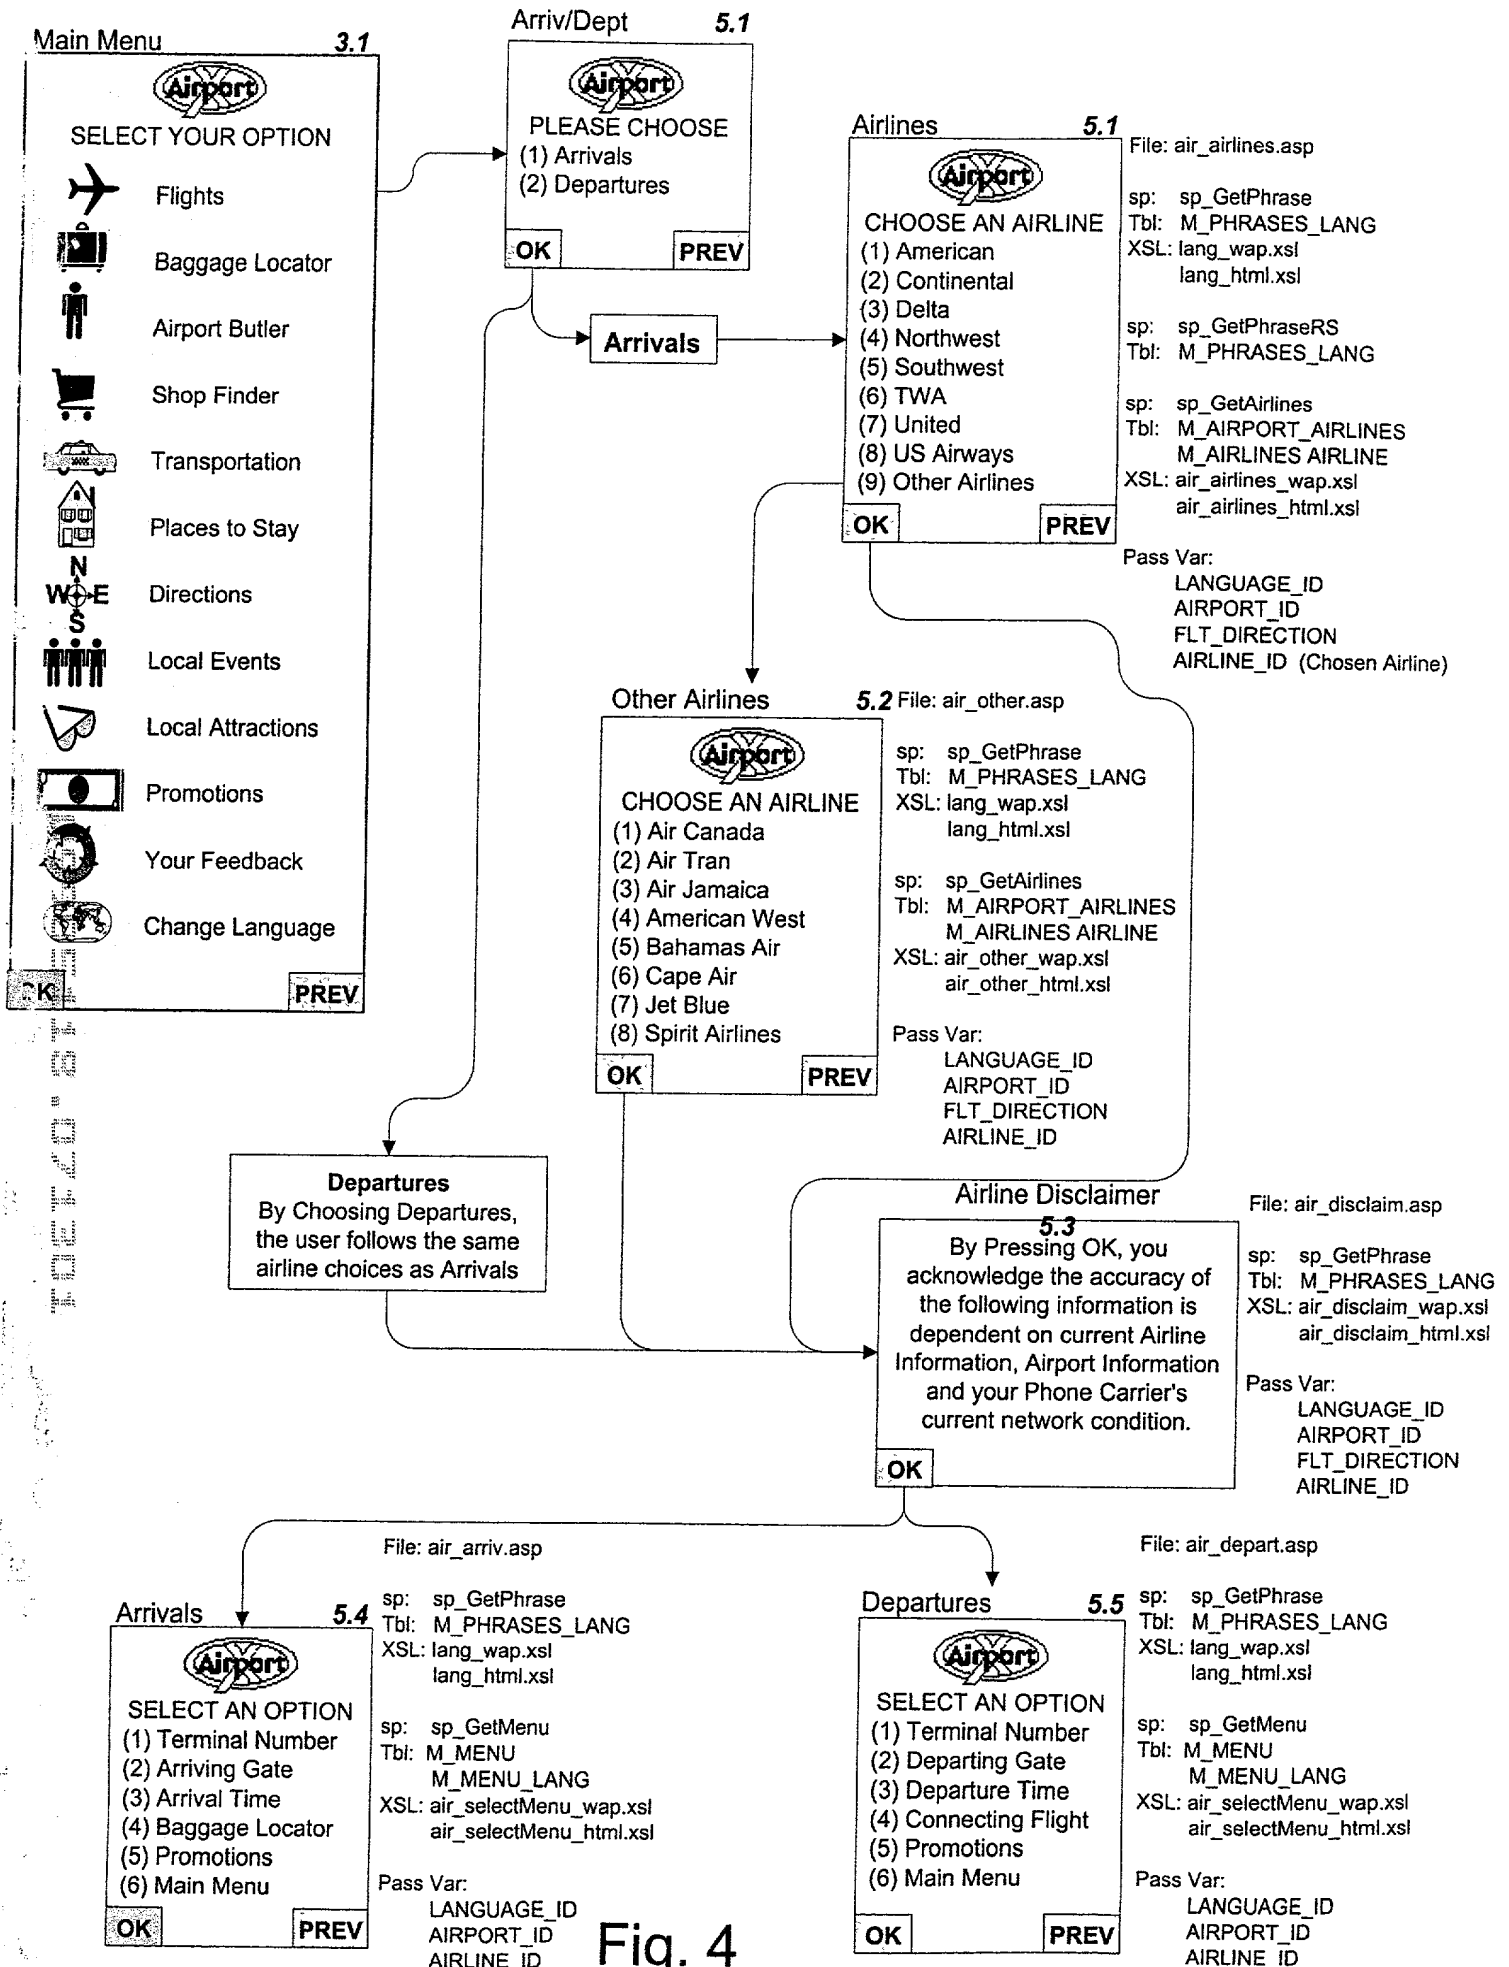 Main Menu 3.1
Airport
SELECT YOUR OPTION
Flights
Baggage Locator
Airport Butler
Shop Finder
Transportation
Places to Stay
N
W E
S
Directions
Local Events
Local Attractions
Promotions
Your Feedback
Change Language
PREV
Arriv/Dept 5.1
Airport
PLEASE CHOOSE
(1) Arrivals
(2) Departures
OK PREV
Arrivals
Airlines 5.1
Airport
CHOOSE AN AIRLINE
(1) American
(2) Continental
(3) Delta
(4) Northwest
(5) Southwest
(6) TWA
(7) United
(8) US Airways
(9) Other Airlines
OK PREV
File: air_airlines.asp
sp: sp_GetPhrase
Tbl: M_PHRASES_LANG
XSL: lang_wap.xsl
lang_html.xsl
sp: sp_GetPhraseRS
Tbl: M_PHRASES_LANG
sp: sp_GetAirlines
Tbl: M_AIRPORT_AIRLINES
M_AIRLINES AIRLINE
XSL: air_airlines_wap.xsl
air_airlines_html.xsl
Pass Var:
LANGUAGE_ID
AIRPORT_ID
FLT_DIRECTION
AIRLINE_ID (Chosen Airline)
Other Airlines 5.2
Airport
CHOOSE AN AIRLINE
(1) Air Canada
(2) Air Tran
(3) Air Jamaica
(4) American West
(5) Bahamas Air
(6) Cape Air
(7) Jet Blue
(8) Spirit Airlines
OK PREV
File: air_other.asp
sp: sp_GetPhrase
Tbl: M_PHRASES_LANG
XSL: lang_wap.xsl
lang_html.xsl
sp: sp_GetAirlines
Tbl: M_AIRPORT_AIRLINES
M_AIRLINES AIRLINE
XSL: air_other_wap.xsl
air_other_html.xsl
Pass Var:
LANGUAGE_ID
AIRPORT_ID
FLT_DIRECTION
AIRLINE_ID
Departures
By Choosing Departures,
the user follows the same
airline choices as Arrivals
Airline Disclaimer
5.3
By Pressing OK, you
acknowledge the accuracy of
the following information is
dependent on current Airline
Information, Airport Information
and your Phone Carrier's
current network condition.
OK
File: air_disclaim.asp
sp: sp_GetPhrase
Tbl: M_PHRASES_LANG
XSL: air_disclaim_wap.xsl
air_disclaim_html.xsl
Pass Var:
LANGUAGE_ID
AIRPORT_ID
FLT_DIRECTION
AIRLINE_ID
Arrivals 5.4
Airport
SELECT AN OPTION
(1) Terminal Number
(2) Arriving Gate
(3) Arrival Time
(4) Baggage Locator
(5) Promotions
(6) Main Menu
OK PREV
File: air_arriv.asp
sp: sp_GetPhrase
Tbl: M_PHRASES_LANG
XSL: lang_wap.xsl
lang_html.xsl
sp: sp_GetMenu
Tbl: M_MENU
M_MENU_LANG
XSL: air_selectMenu_wap.xsl
air_selectMenu_html.xsl
Pass Var:
LANGUAGE_ID
AIRPORT_ID
AIRLINE_ID
Departures 5.5
Airport
SELECT AN OPTION
(1) Terminal Number
(2) Departing Gate
(3) Departure Time
(4) Connecting Flight
(5) Promotions
(6) Main Menu
OK PREV
File: air_depart.asp
sp: sp_GetPhrase
Tbl: M_PHRASES_LANG
XSL: lang_wap.xsl
lang_html.xsl
sp: sp_GetMenu
Tbl: M_MENU
M_MENU_LANG
XSL: air_selectMenu_wap.xsl
air_selectMenu_html.xsl
Pass Var:
LANGUAGE_ID
AIRPORT_ID
AIRLINE_ID
Fig. 4